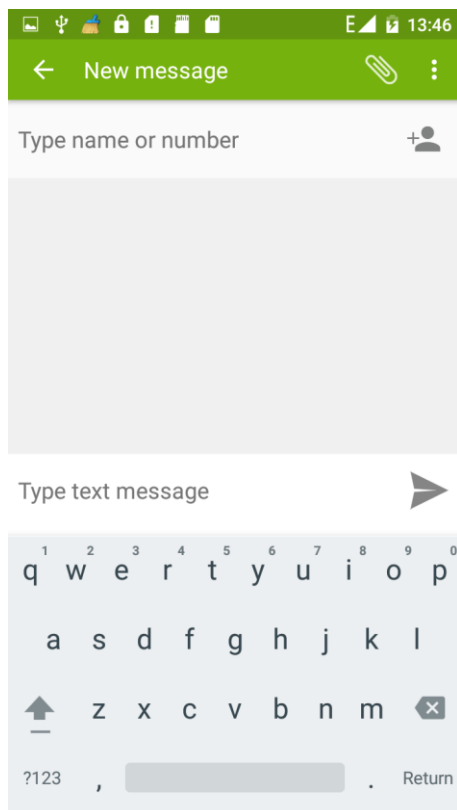 E 13:46
New message
Type name or number
Type text message
1 2 3 4 5 6 7 8 9 0
q w e r t y u i o p
a s d f g h j k l
z x c v b n m
?123 , . Return